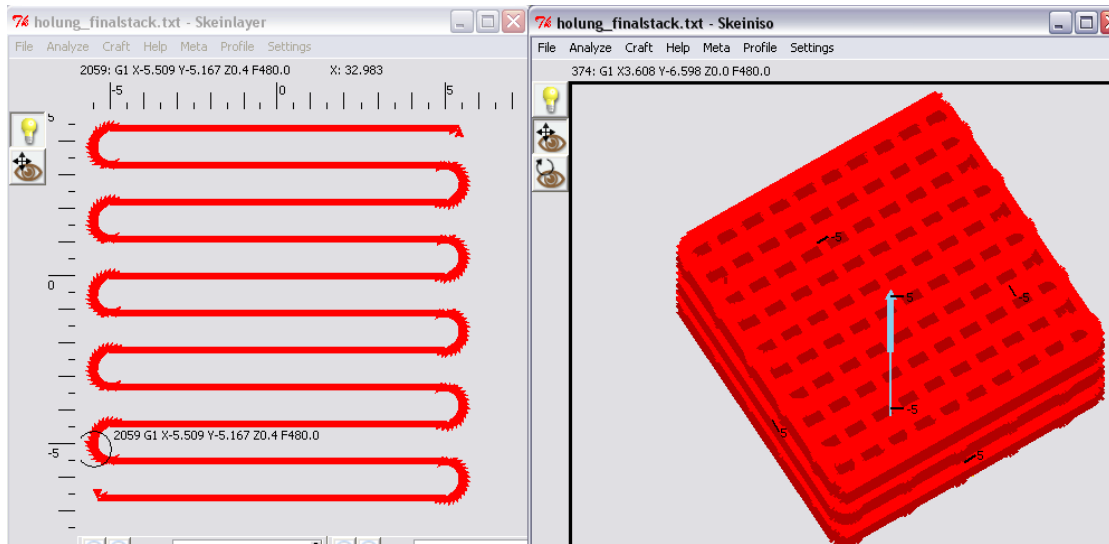 holung_finalstack.txt - Skeinlayer
File Analyze Craft Help Meta Profile Settings
2059: G1 X-5.509 Y-5.167 Z0.4 F480.0 X: 32.983
-5 0 5
5
0
-5
2059 G1 X-5.509 Y-5.167 Z0.4 F480.0
holung_finalstack.txt - Skeiniso
File Analyze Craft Help Meta Profile Settings
374: G1 X3.608 Y-6.598 Z0.0 F480.0
-5
5
-5
-5
5
-5